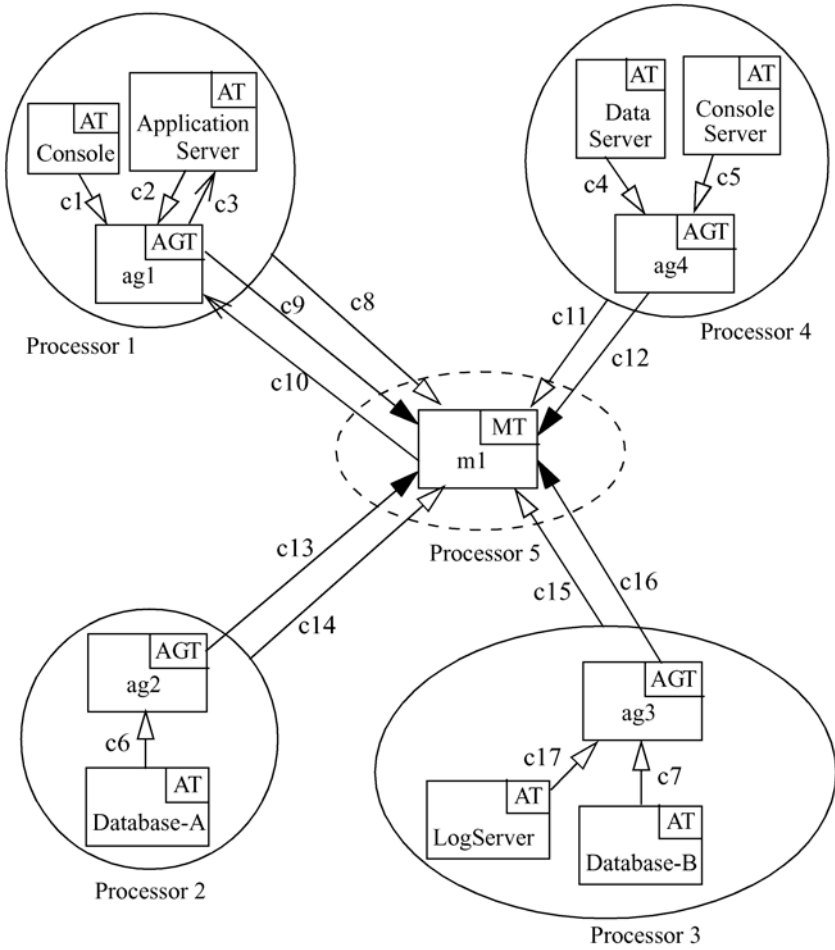 AT
Console
AT
Application
Server
c1
c2
c3
AGT
ag1
Processor 1
AT
Data
Server
AT
Console
Server
c4
c5
AGT
ag4
Processor 4
c9
c8
c10
c11
c12
MT
m1
Processor 5
c13
c14
c15
c16
AGT
ag2
c6
AT
Database-A
Processor 2
AGT
ag3
c17
c7
AT
LogServer
AT
Database-B
Processor 3